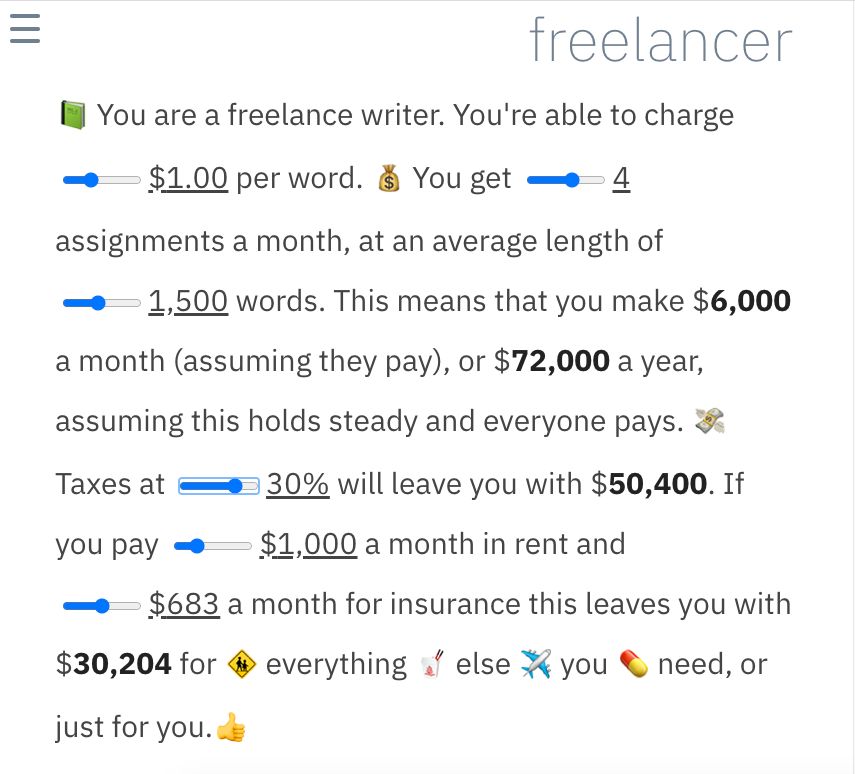 freelancer
📗 You are a freelance writer. You're able to charge
$1.00 per word. 💰 You get 4
assignments a month, at an average length of
1,500 words. This means that you make $6,000
a month (assuming they pay), or $72,000 a year,
assuming this holds steady and everyone pays. 💸
Taxes at 30% will leave you with $50,400. If
you pay $1,000 a month in rent and
$683 a month for insurance this leaves you with
$30,204 for 🚸 everything 🥡 else ✈️ you 💊 need, or
just for you.👍